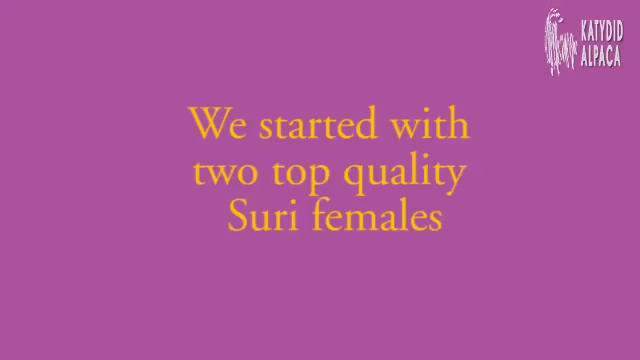 KATYDID
ALPACA
We started with
two top quality
Suri females